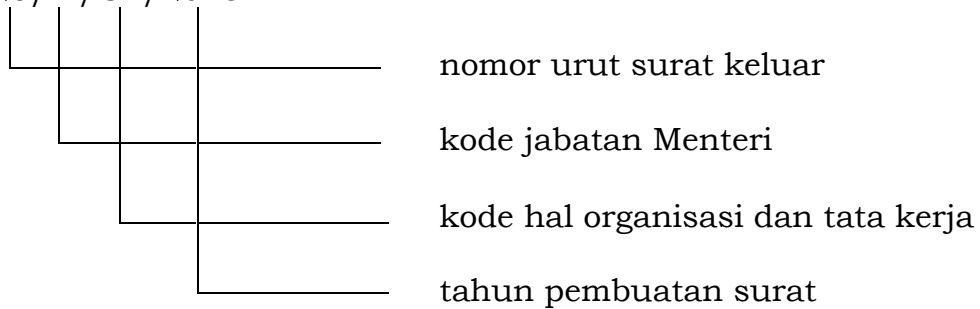 nomor urut surat keluar
kode jabatan Menteri
kode hal organisasi dan tata kerja
tahun pembuatan surat